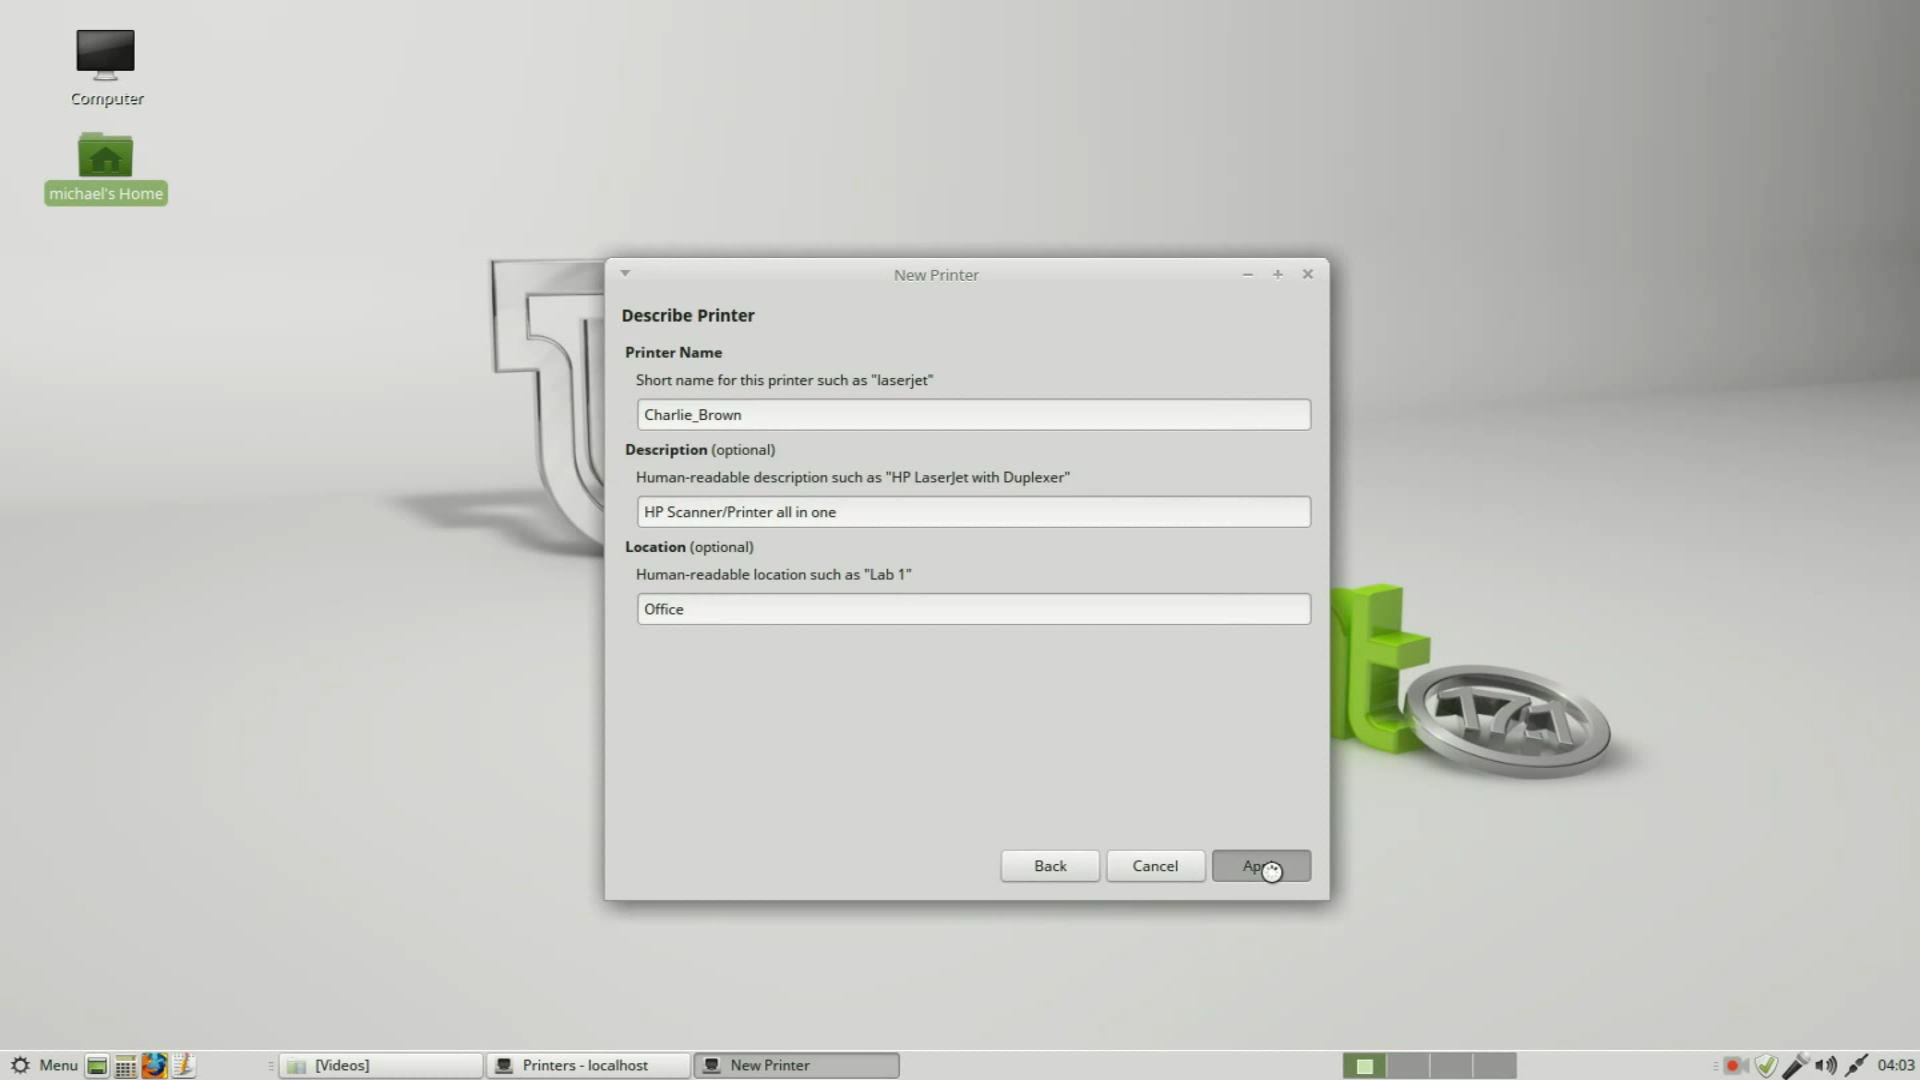 Computer
michael's Home
New Printer
Describe Printer
Printer Name
Short name for this printer such as "laserjet"
Charlie_Brown
Description (optional)
Human-readable description such as "HP LaserJet with Duplexer"
HP Scanner/Printer all in one
Location (optional)
Human-readable location such as "Lab 1"
Office
t
17.1
Back
Cancel
Menu
[Videos]
Printers - localhost
New Printer
04:03